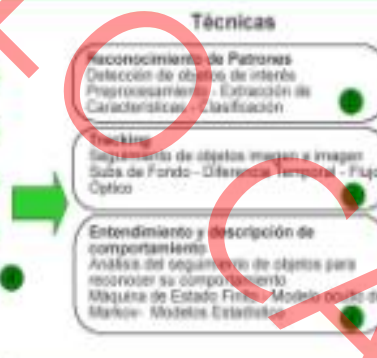 Técnicas
Reconocimiento de Patrones
Detección de objetos de interés
Preprocesamiento - Extracción de
Características - Clasificación
Tracking
Seguimiento de objetos imagen a imagen
Subs de Fondo - Diferencia Temporal - Flujo
Óptico
Entendimiento y descripción de
comportamiento
Análisis del seguimiento de objetos para
reconocer su comportamiento
Máquina de Estado Finito - Modelo oculto de
Markov- Modelos Estadístico